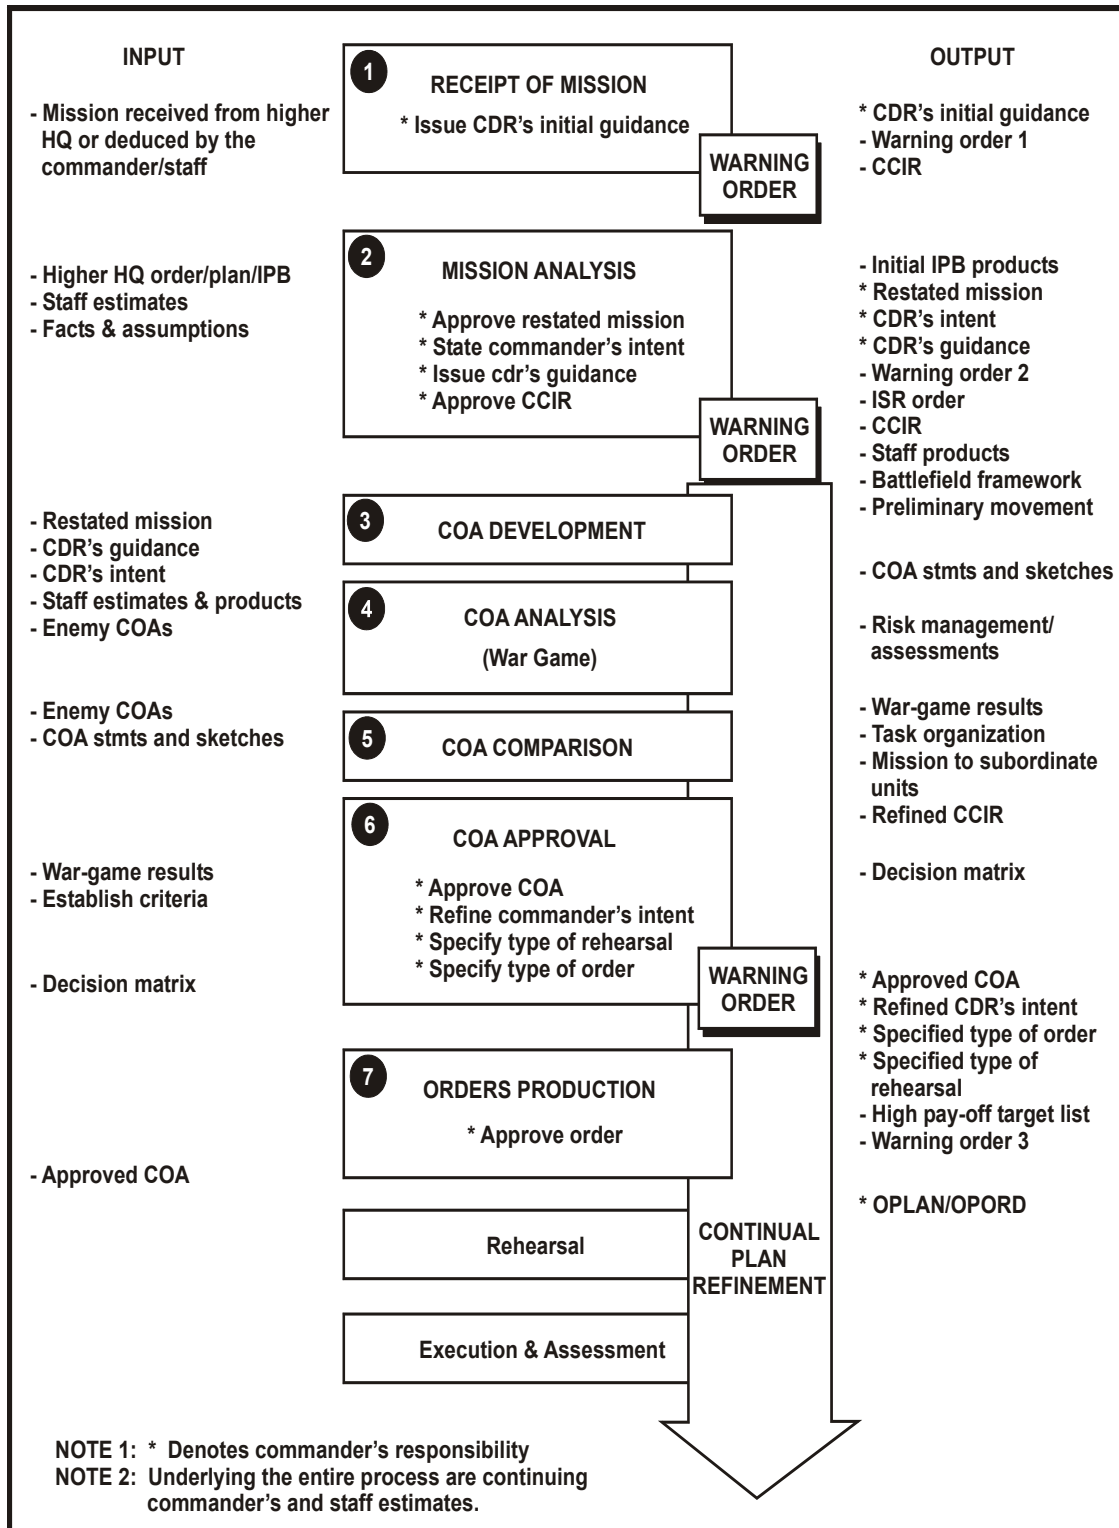 INPUT
- Mission received from higher
HQ or deduced by the
commander/staff
- Higher HQ order/plan/IPB
- Staff estimates
- Facts & assumptions
- Restated mission
- CDR's guidance
- CDR's intent
- Staff estimates & products
- Enemy COAs
- Enemy COAs
- COA stmts and sketches
- War-game results
- Establish criteria
- Decision matrix
- Approved COA
1
RECEIPT OF MISSION
* Issue CDR's initial guidance
WARNING
ORDER
2
MISSION ANALYSIS
* Approve restated mission
* State commander's intent
* Issue cdr's guidance
* Approve CCIR
WARNING
ORDER
3
COA DEVELOPMENT
4
COA ANALYSIS
(War Game)
5
COA COMPARISON
6
COA APPROVAL
* Approve COA
* Refine commander's intent
* Specify type of rehearsal
* Specify type of order
WARNING
ORDER
7
ORDERS PRODUCTION
* Approve order
Rehearsal
Execution & Assessment
CONTINUAL
PLAN
REFINEMENT
OUTPUT
* CDR's initial guidance
- Warning order 1
- CCIR
- Initial IPB products
* Restated mission
* CDR's intent
* CDR's guidance
- Warning order 2
- ISR order
- CCIR
- Staff products
- Battlefield framework
- Preliminary movement
- COA stmts and sketches
- Risk management/
assessments
- War-game results
- Task organization
- Mission to subordinate
units
- Refined CCIR
- Decision matrix
* Approved COA
* Refined CDR's intent
* Specified type of order
* Specified type of
rehearsal
- High pay-off target list
- Warning order 3
* OPLAN/OPORD
NOTE 1: * Denotes commander's responsibility
NOTE 2: Underlying the entire process are continuing
commander's and staff estimates.